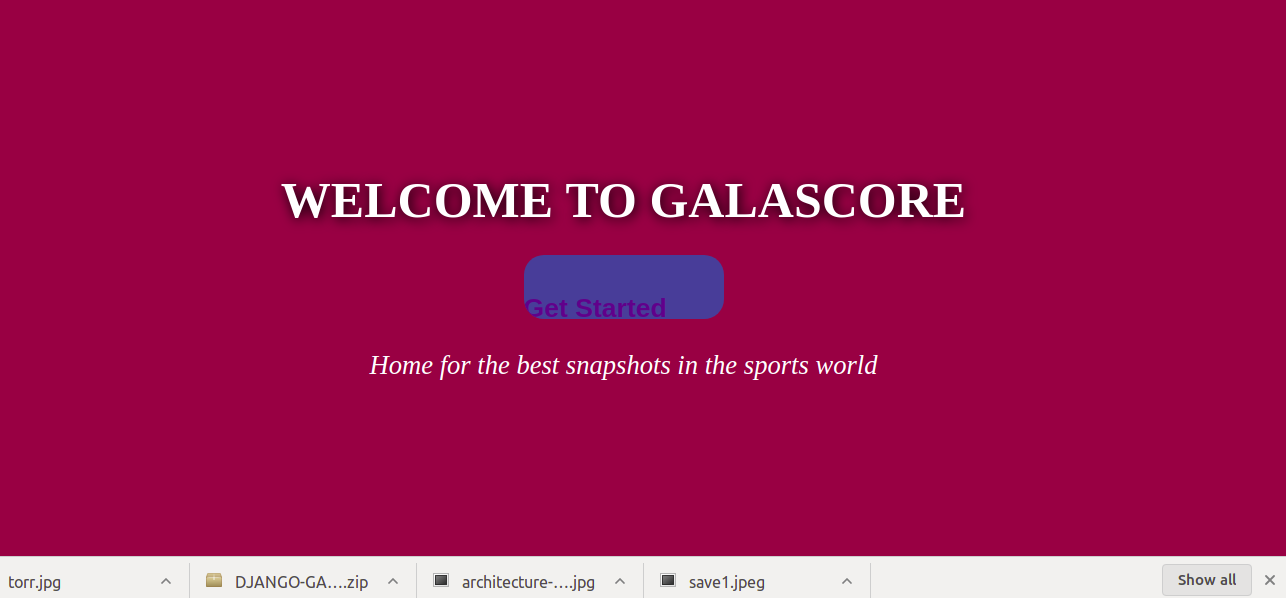 WELCOME TO GALASCORE
Get Started
Home for the best snapshots in the sports world
torr.jpg
DJANGO-GA....zip
architecture-....jpg
save1.jpeg
Show all